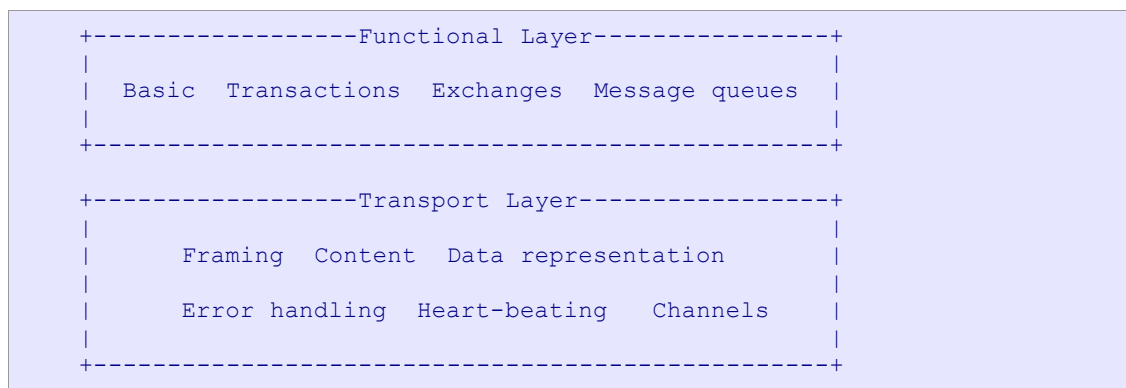 +------------------Functional Layer----------------+
|                                                  |
|  Basic  Transactions  Exchanges  Message queues  |
|                                                  |
+--------------------------------------------------+
+------------------Transport Layer-----------------+
|                                                  |
|      Framing  Content  Data representation       |
|                                                  |
|      Error handling  Heart-beating   Channels    |
|                                                  |
+--------------------------------------------------+